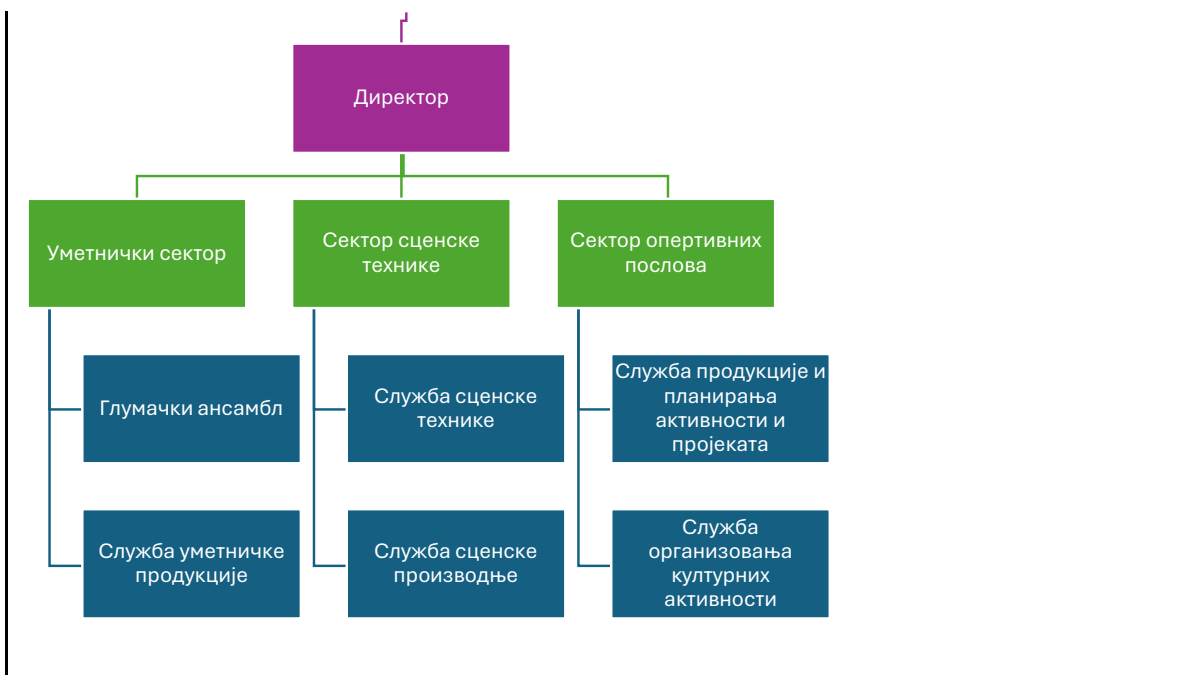 Директор
Уметнички сектор
Сектор сценске
технике
Сектор опертивних
послова
Глумачки ансамбл
Служба сценске
технике
Служба продукције и
планирања
активности и
пројеката
Служба уметничке
продукције
Служба сценске
производње
Служба
организовања
културних
активности